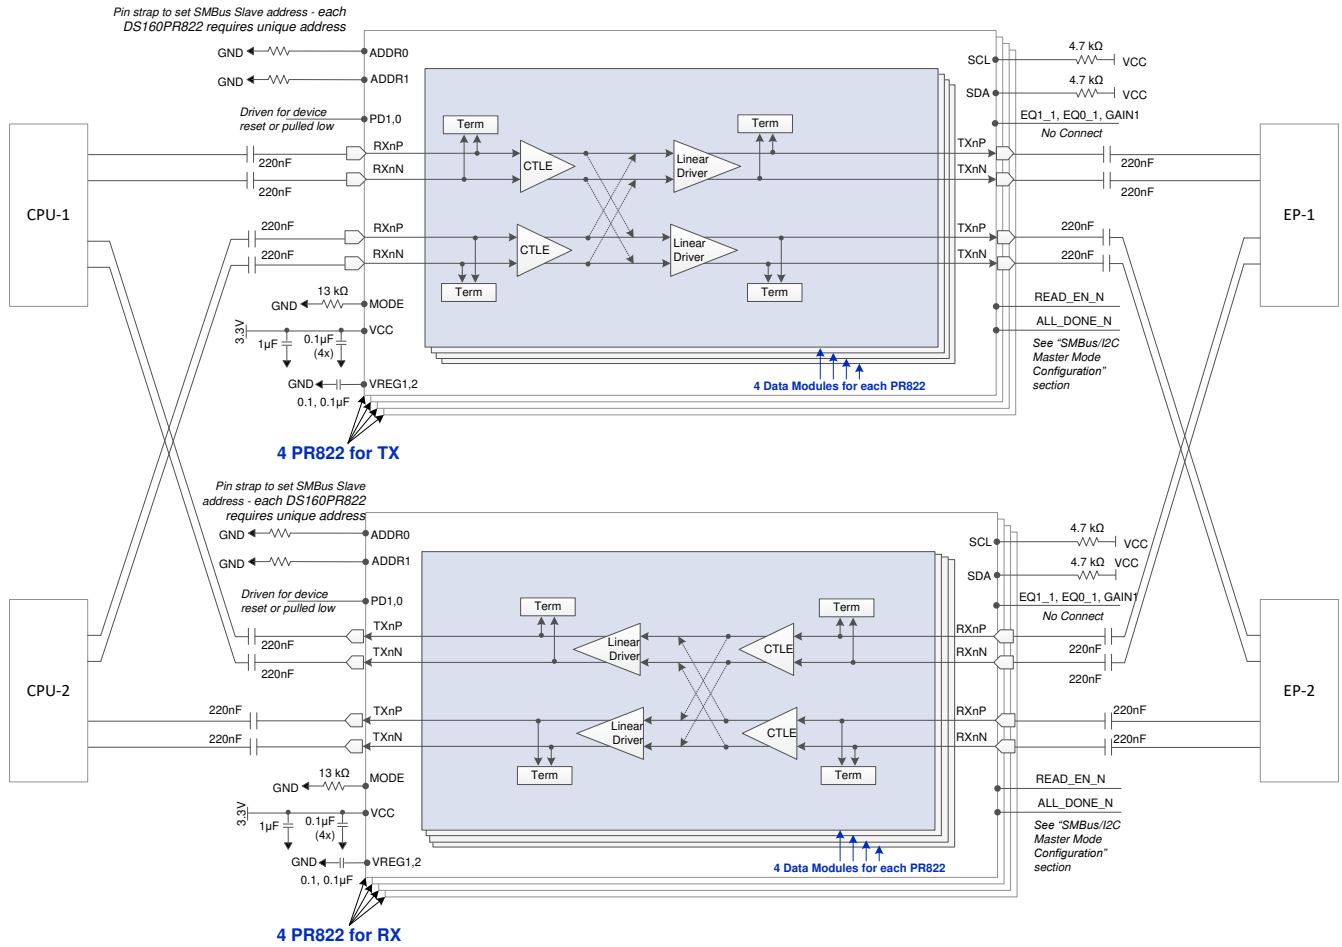 Pin strap to set SMBus Slave address - each
DS160PR822 requires unique address
GND
ADDR0
GND
ADDR1
Driven for device
reset or pulled low
PD1,0
SCL
4.7 kΩ
VCC
SDA
4.7 kΩ
VCC
EQ1_1, EQ0_1, GAIN1
No Connect
CPU-1
EP-1
220nF
220nF
RXnP
RXnN
Term
CTLE
Linear
Driver
Term
TXnP
TXnN
220nF
220nF
220nF
220nF
RXnP
RXnN
Term
CTLE
Linear
Driver
Term
TXnP
TXnN
220nF
220nF
GND
13 kΩ
MODE
3.3V
1µF
0.1µF
(4x)
VCC
GND
VREG1,2
0.1, 0.1µF
READ_EN_N
ALL_DONE_N
See “SMBus/I2C
Master Mode
Configuration”
section
4 Data Modules for each PR822
4 PR822 for TX
Pin strap to set SMBus Slave
address - each DS160PR822
requires unique address
GND
ADDR0
GND
ADDR1
Driven for device
reset or pulled low
PD1,0
SCL
4.7 kΩ
VCC
SDA
4.7 kΩ
VCC
EQ1_1, EQ0_1, GAIN1
No Connect
CPU-2
EP-2
220nF
220nF
TXnP
TXnN
Term
Linear
Driver
CTLE
Term
RXnP
RXnN
220nF
220nF
220nF
220nF
TXnP
TXnN
Term
Linear
Driver
CTLE
Term
RXnP
RXnN
220nF
220nF
GND
13 kΩ
MODE
3.3V
1µF
0.1µF
(4x)
VCC
GND
VREG1,2
0.1, 0.1µF
READ_EN_N
ALL_DONE_N
See “SMBus/I2C
Master Mode
Configuration”
section
4 Data Modules for each PR822
4 PR822 for RX